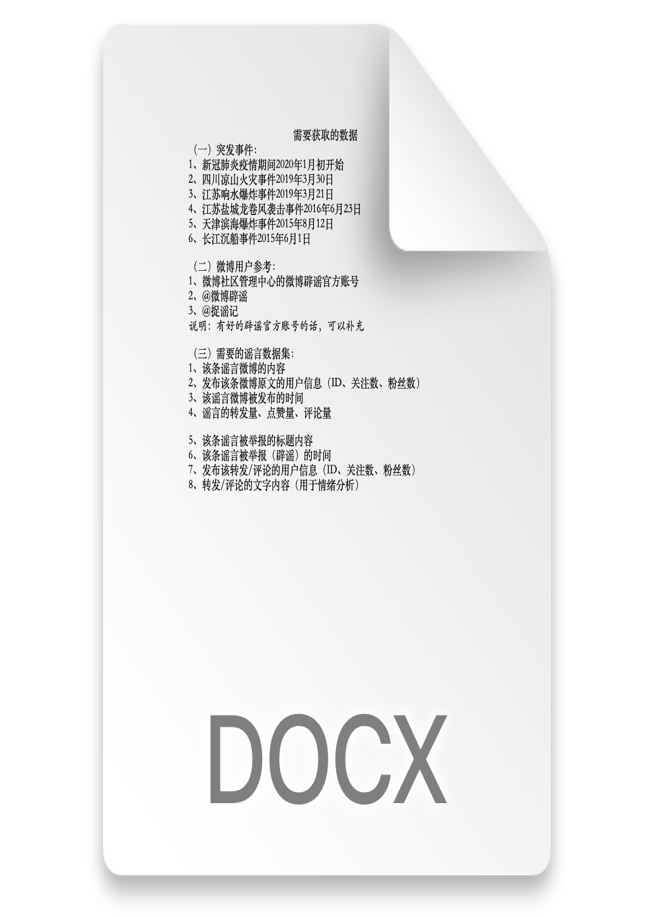 需要获取的数据
（一）突发事件：
1、新冠肺炎疫情期间2020年1月初开始
2、四川凉山火灾事件2019年3月30日
3、江苏响水爆炸事件2019年3月21日
4、江苏盐城龙卷风袭击事件2016年6月23日
5、天津滨海爆炸事件2015年8月12日
6、长江沉船事件2015年6月1日
（二）微博用户参考：
1、微博社区管理中心的微博辟谣官方账号
2、@微博辟谣
3、@捉谣记
说明：有好的辟谣官方账号的话，可以补充
（三）需要的谣言数据集：
1、该条谣言微博的内容
2、发布该条微博原文的用户信息（ID、关注数、粉丝数）
3、该谣言微博被发布的时间
4、谣言的转发量、点赞量、评论量
5、该条谣言被举报的标题内容
6、该条谣言被举报（辟谣）的时间
7、发布该转发/评论的用户信息（ID、关注数、粉丝数）
8、转发/评论的文字内容（用于情绪分析）
DOCX